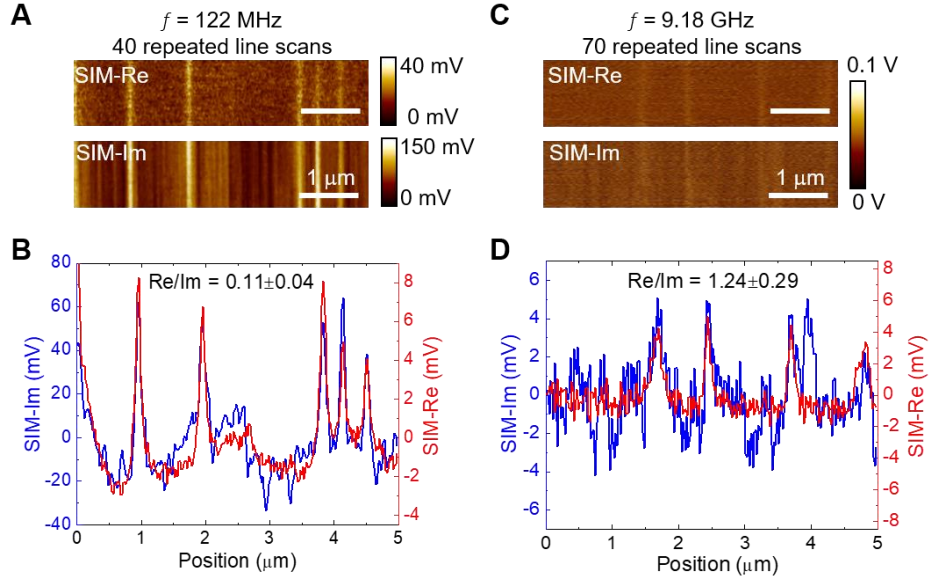 A
f = 122 MHz
40 repeated line scans
SIM-Re
40 mV
0 mV
SIM-Im
150 mV
0 mV
1 μm
C
f = 9.18 GHz
70 repeated line scans
SIM-Re
0.1 V
0 V
SIM-Im
1 μm
B
Re/Im = 0.11±0.04
SIM-Im (mV)
80
60
40
20
0
-20
-40
SIM-Re (mV)
8
6
4
2
0
-2
-4
0 1 2 3 4 5
Position (μm)
D
Re/Im = 1.24±0.29
SIM-Im (mV)
6
4
2
0
-2
-4
-6
SIM-Re (mV)
8
6
4
2
0
-2
-4
-6
-8
0 1 2 3 4 5
Position (μm)